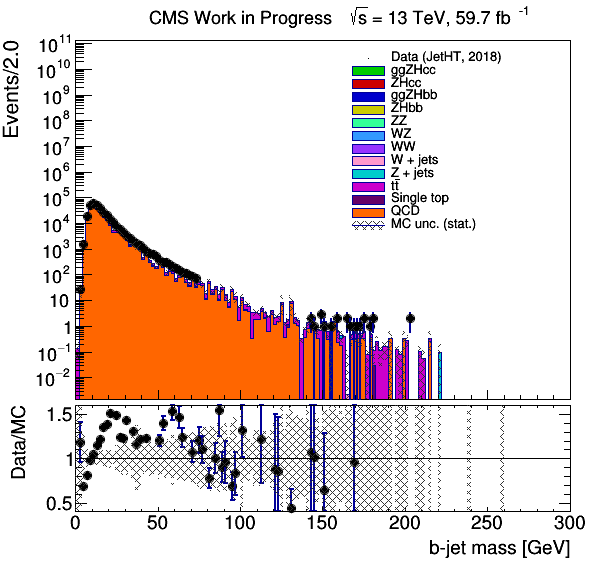 CMS Work in Progress √s = 13 TeV, 59.7 fb⁻¹
Events/2.0
10¹¹
10¹⁰
10⁹
10⁸
10⁷
10⁶
10⁵
10⁴
10³
10²
10
1
10⁻¹
10⁻²
Data (JetHT, 2018)
ggZHcc
ZHcc
ggZHbb
ZHbb
ZZ
WZ
WW
W + jets
Z + jets
tt̄
Single top
QCD
MC unc. (stat.)
Data/MC
1.5
1
0.5
0 50 100 150 200 250 300
b-jet mass [GeV]